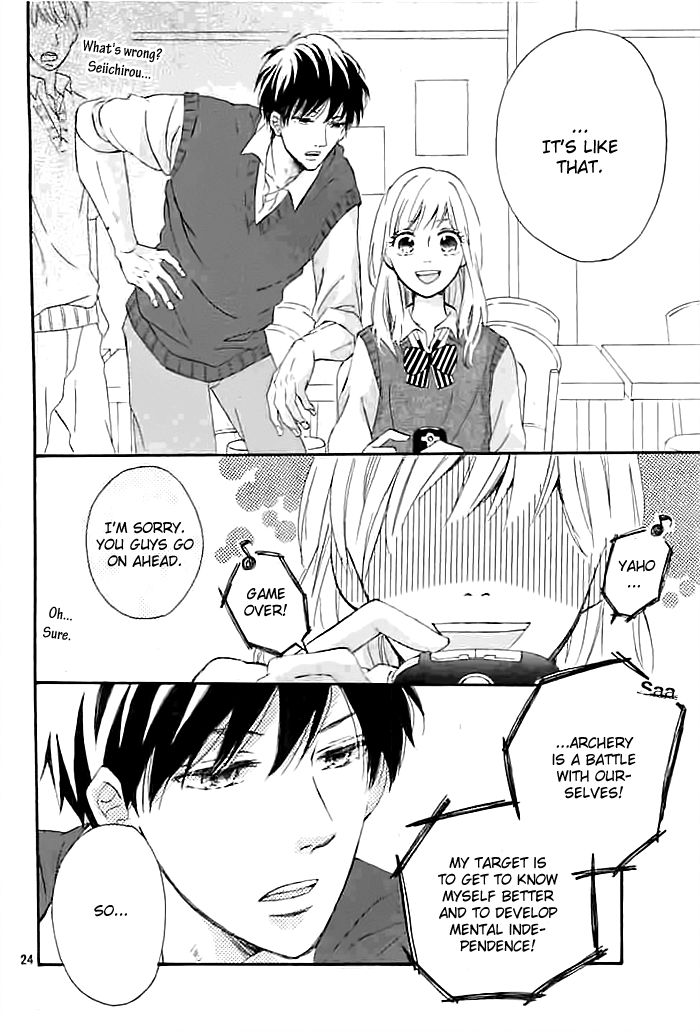 ...
IT'S LIKE
THAT.
What's wrong?
Seiichirou...
YAHO
...
GAME
OVER!
I'M SORRY.
YOU GUYS GO
ON AHEAD.
Oh...
Sure.
Saa
...ARCHERY
IS A BATTLE
WITH OUR-
SELVES!
MY TARGET IS
TO GET TO KNOW
MYSELF BETTER
AND TO DEVELOP
MENTAL INDE-
PENDENCE!
SO...
24